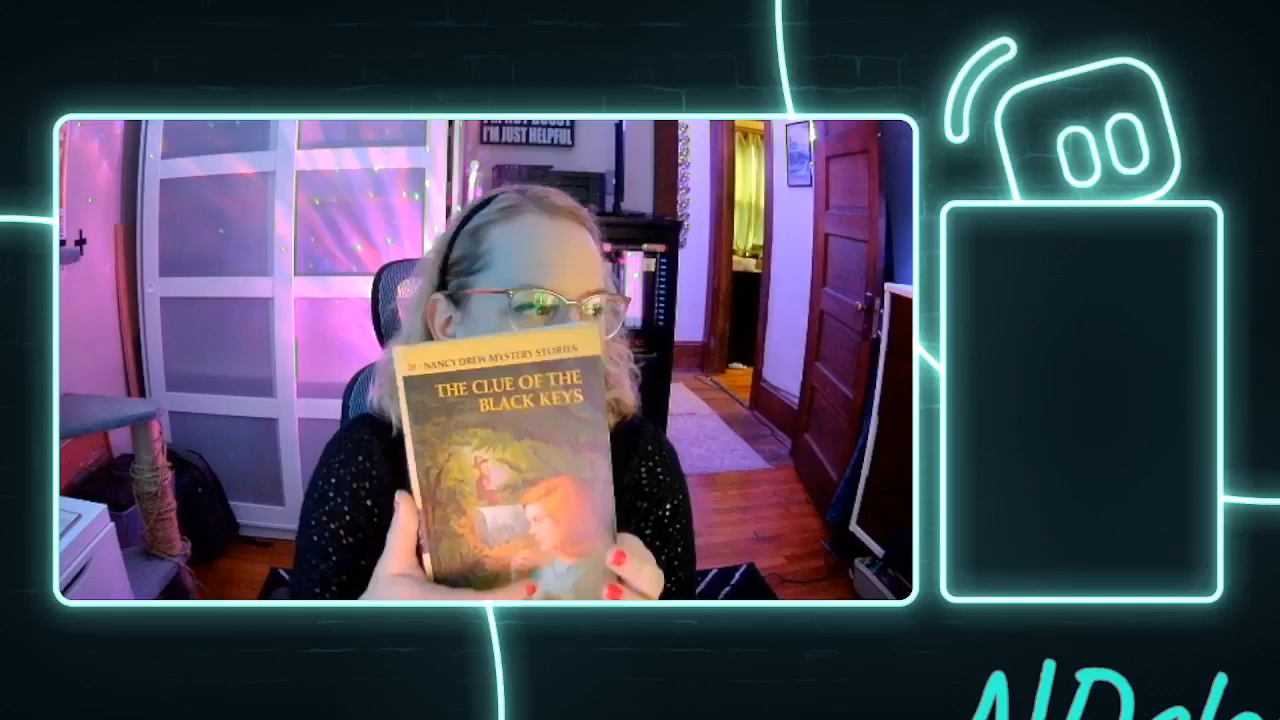 I'M JUST HELPFUL
NANCY DREW MYSTERY STORIES
THE CLUE OF THE
BLACK KEYS